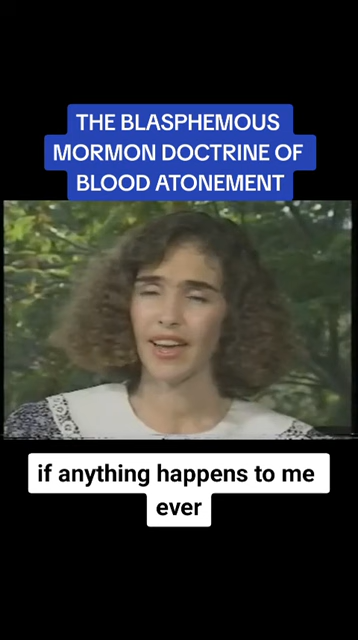 THE BLASPHEMOUS
MORMON DOCTRINE OF
BLOOD ATONEMENT
if anything happens to me
ever